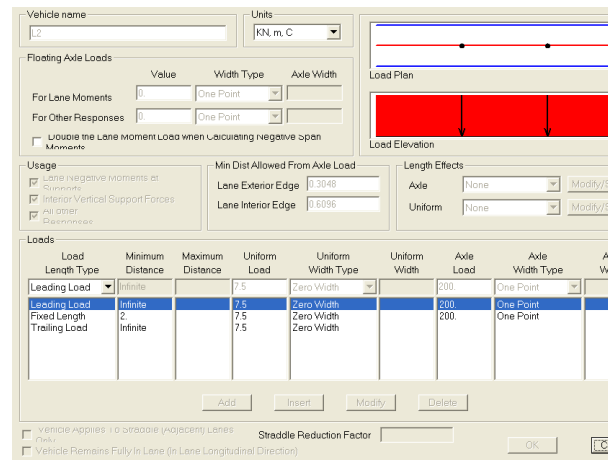 Vehicle name
L2
Units
KN, m, C
Load Plan
Load Elevation
Floating Axle Loads
Value Width Type Axle Width
For Lane Moments 0. One Point
For Other Responses 0. One Point
Double the Lane Moment Load when Calculating Negative Span
Moments
Usage
Lane Negative Moments at
Supports
Interior Vertical Support Forces
All other
Responses
Min Dist Allowed From Axle Load
Lane Exterior Edge 0.3048
Lane Interior Edge 0.6096
Length Effects
Axle None Modify/S
Uniform None Modify/S
Loads
Load Minimum Maximum Uniform Uniform Uniform Axle Axle
Length Type Distance Distance Load Width Type Width Load Width Type
Leading Load Infinite 7.5 Zero Width 200. One Point
Leading Load Infinite 7.5 Zero Width 200. One Point
Fixed Length 2. 7.5 Zero Width 200. One Point
Trailing Load Infinite 7.5 Zero Width
Add Insert Modify Delete
Vehicle Applies To Straddle (Adjacent) Lanes
Only
Straddle Reduction Factor
Vehicle Remains Fully In Lane (In Lane Longitudinal Direction)
OK C